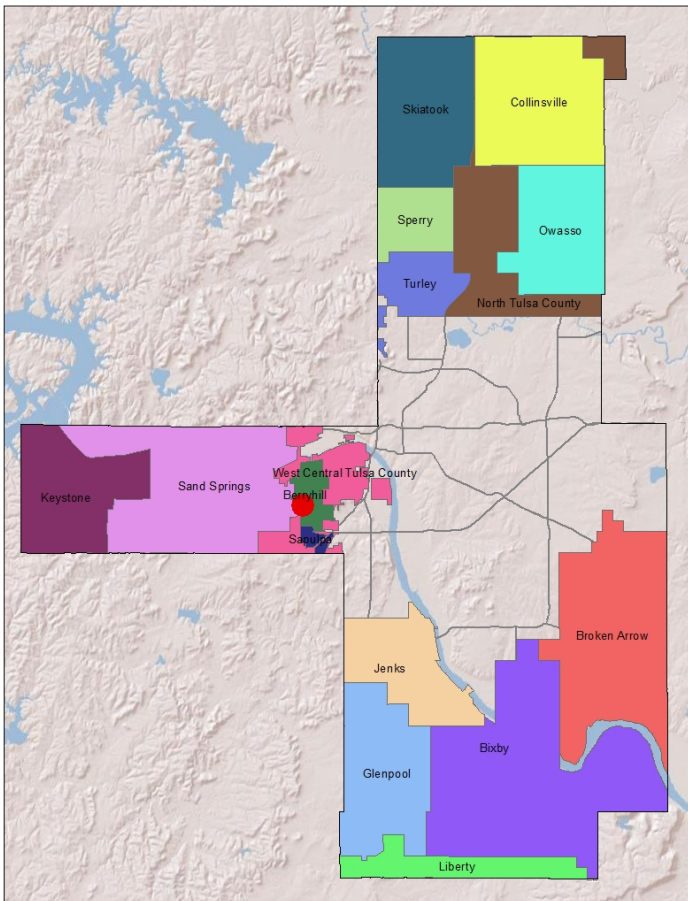 Skiatook
Collinsville
Sperry
Owasso
Turley
North Tulsa County
West Central Tulsa County
Keystone
Sand Springs
Berryhill
Sapulpa
Broken Arrow
Jenks
Bixby
Glenpool
Liberty